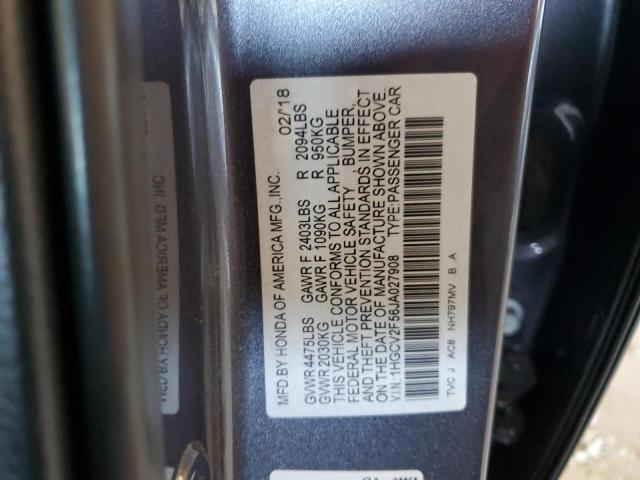 MFD BY HONDA OF AMERICA MFG.,INC. 02/'18
GVWR 4475LBS GAWR F 2403LBS R 2094LBS
GVWR 2030KG GAWR F 1090KG R 950KG
THIS VEHICLE CONFORMS TO ALL APPLICABLE
FEDERAL MOTOR VEHICLE SAFETY , BUMPER,
AND THEFT PREVENTION STANDARDS IN EFFECT
ON THE DATE OF MANUFACTURE SHOWN ABOVE.
V.I.N.:1HGCV2F56JA027908 TYPE:PASSENGER CAR
TVC J AC8 NH797MV B A